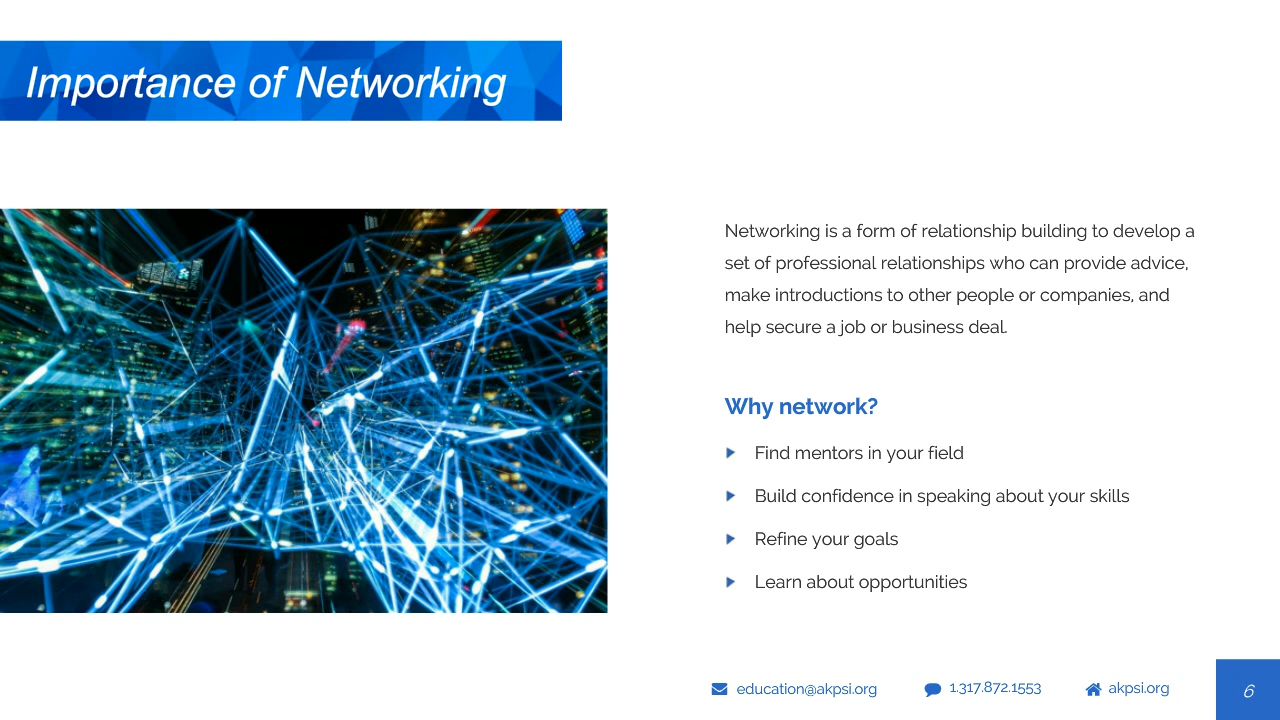 Importance of Networking
Networking is a form of relationship building to develop a
set of professional relationships who can provide advice,
make introductions to other people or companies, and
help secure a job or business deal.
Why network?
Find mentors in your field
Build confidence in speaking about your skills
Refine your goals
Learn about opportunities
education@akpsi.org
1.317.872.1553
akpsi.org
6